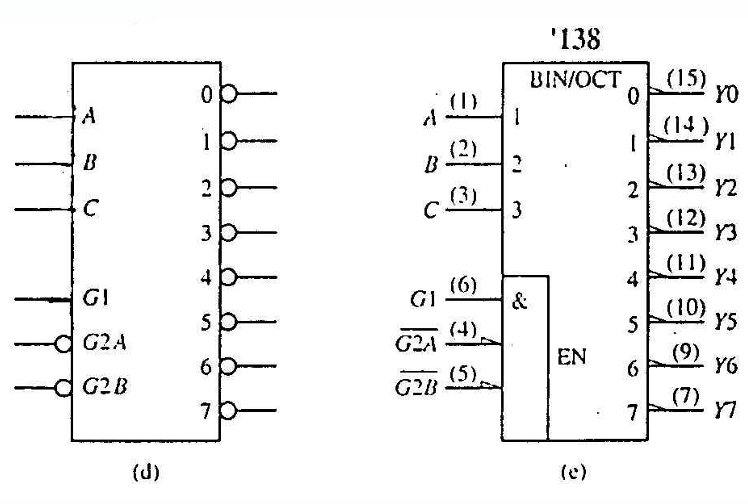 '138
BIN/OCT
0
A
1
B
2
C
3
4
G1
5
G2A
6
G2B
7
(d)
A (1) 1
B (2) 2
C (3) 3
G1 (6) &
G2A (4)
G2B (5)
EN
0 (15) Y0
1 (14) Y1
2 (13) Y2
3 (12) Y3
4 (11) Y4
5 (10) Y5
6 (9) Y6
7 (7) Y7
(e)